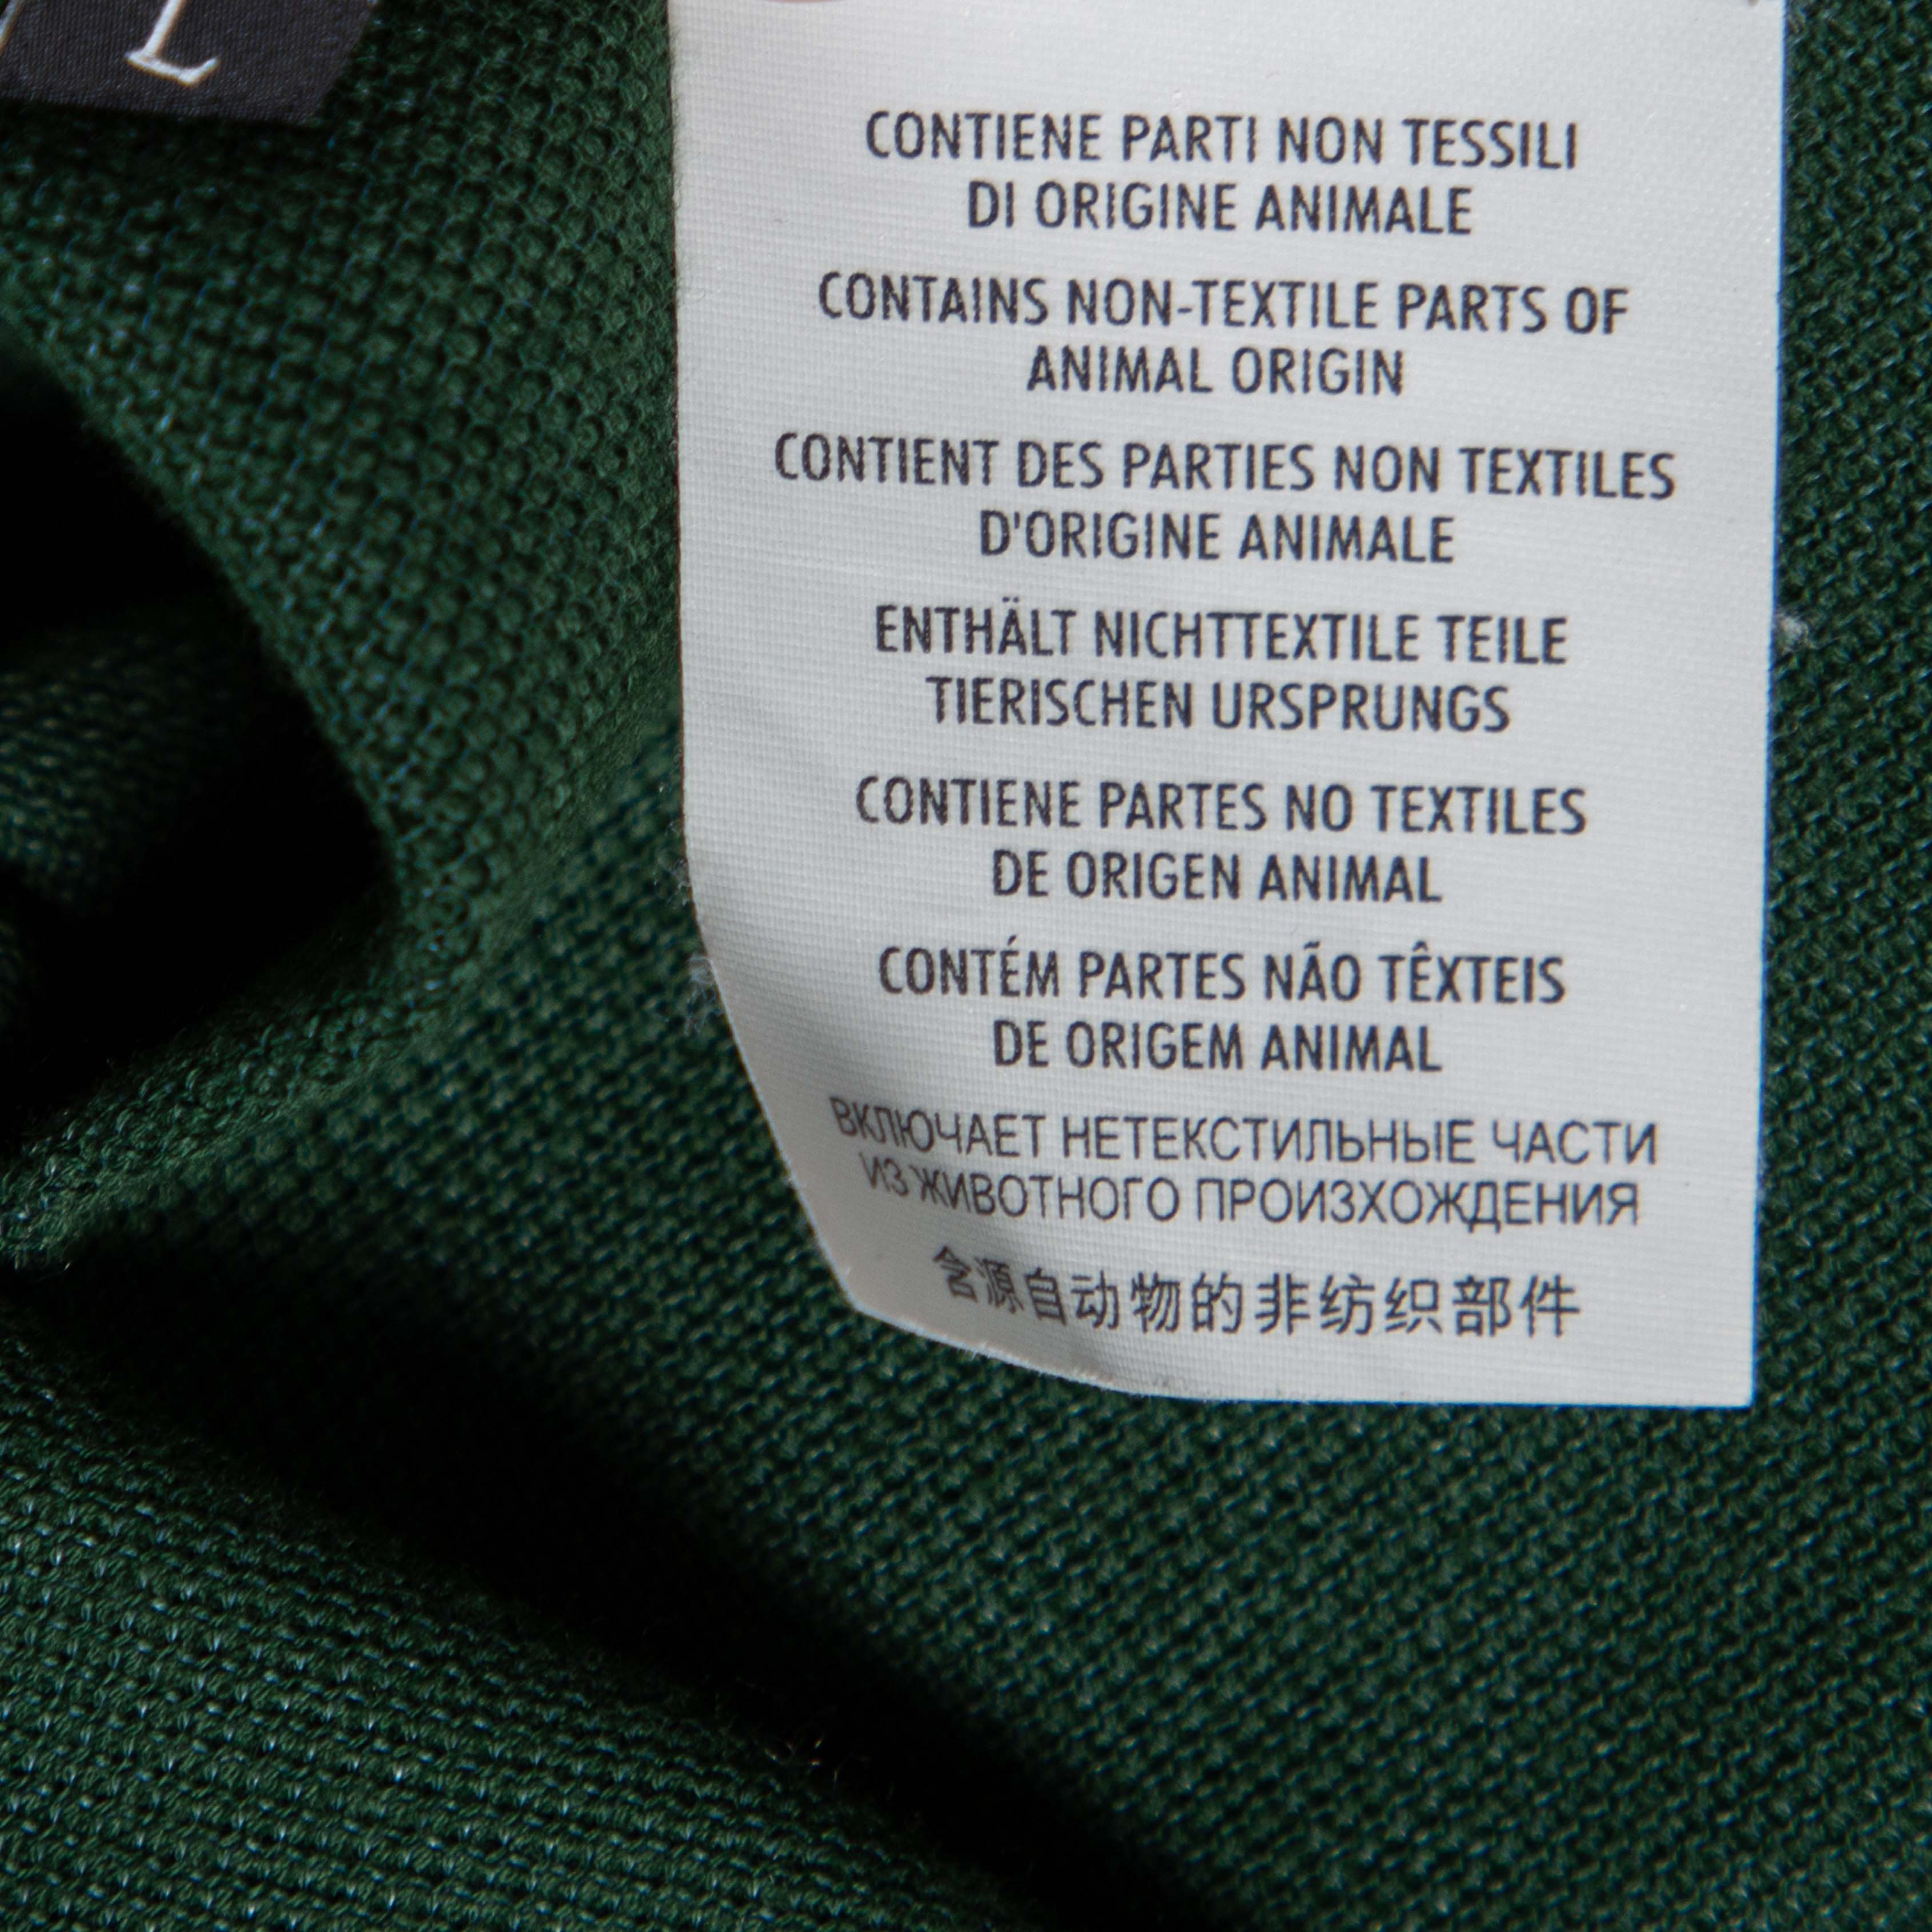 L
CONTIENE PARTI NON TESSILI
DI ORIGINE ANIMALE
CONTAINS NON-TEXTILE PARTS OF
ANIMAL ORIGIN
CONTIENT DES PARTIES NON TEXTILES
D'ORIGINE ANIMALE
ENTHÄLT NICHTTEXTILE TEILE
TIERISCHEN URSPRUNGS
CONTIENE PARTES NO TEXTILES
DE ORIGEN ANIMAL
CONTÉM PARTES NÃO TÊXTEIS
DE ORIGEM ANIMAL
ВКЛЮЧАЕТ НЕТЕКСТИЛЬНЫЕ ЧАСТИ
ИЗ ЖИВОТНОГО ПРОИЗХОЖДЕНИЯ
含源自动物的非纺织部件